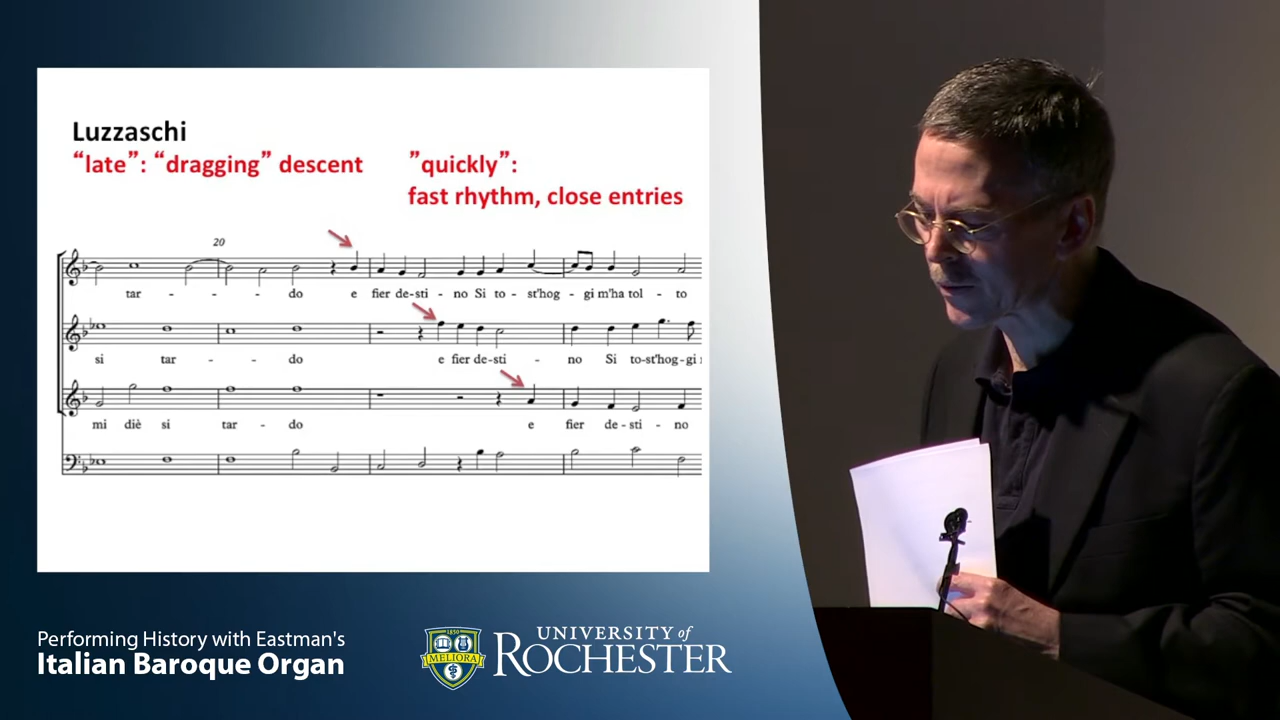 Luzzaschi
“late”: “dragging” descent
”quickly”:
fast rhythm, close entries
20
tar - - - do e fier de-sti - no Si to - st'hog - gi m'ha tol - to
si tar - - do e fier de-sti - no Si to-st'hog-gi
mi diè si tar - do e fier de - sti - no
Performing History with Eastman's
Italian Baroque Organ
1850
MELIORA
UNIVERSITY of
ROCHESTER